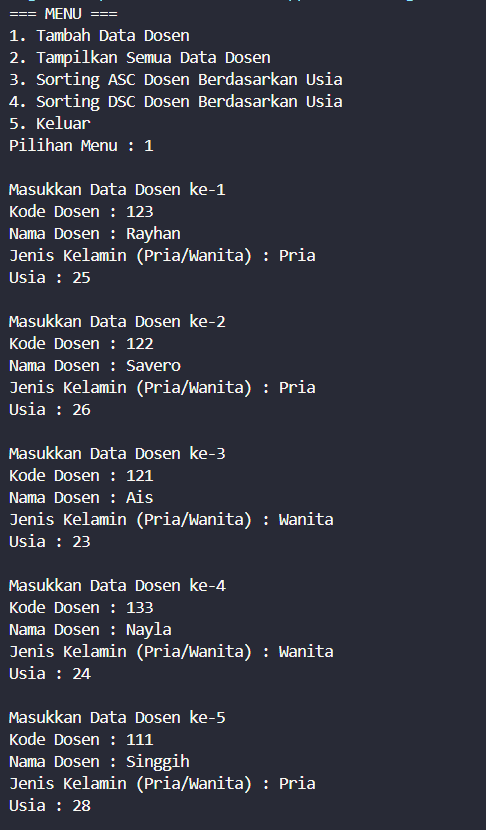 === MENU ===
1. Tambah Data Dosen
2. Tampilkan Semua Data Dosen
3. Sorting ASC Dosen Berdasarkan Usia
4. Sorting DSC Dosen Berdasarkan Usia
5. Keluar
Pilihan Menu : 1
Masukkan Data Dosen ke-1
Kode Dosen : 123
Nama Dosen : Rayhan
Jenis Kelamin (Pria/Wanita) : Pria
Usia : 25
Masukkan Data Dosen ke-2
Kode Dosen : 122
Nama Dosen : Savero
Jenis Kelamin (Pria/Wanita) : Pria
Usia : 26
Masukkan Data Dosen ke-3
Kode Dosen : 121
Nama Dosen : Ais
Jenis Kelamin (Pria/Wanita) : Wanita
Usia : 23
Masukkan Data Dosen ke-4
Kode Dosen : 133
Nama Dosen : Nayla
Jenis Kelamin (Pria/Wanita) : Wanita
Usia : 24
Masukkan Data Dosen ke-5
Kode Dosen : 111
Nama Dosen : Singgih
Jenis Kelamin (Pria/Wanita) : Pria
Usia : 28